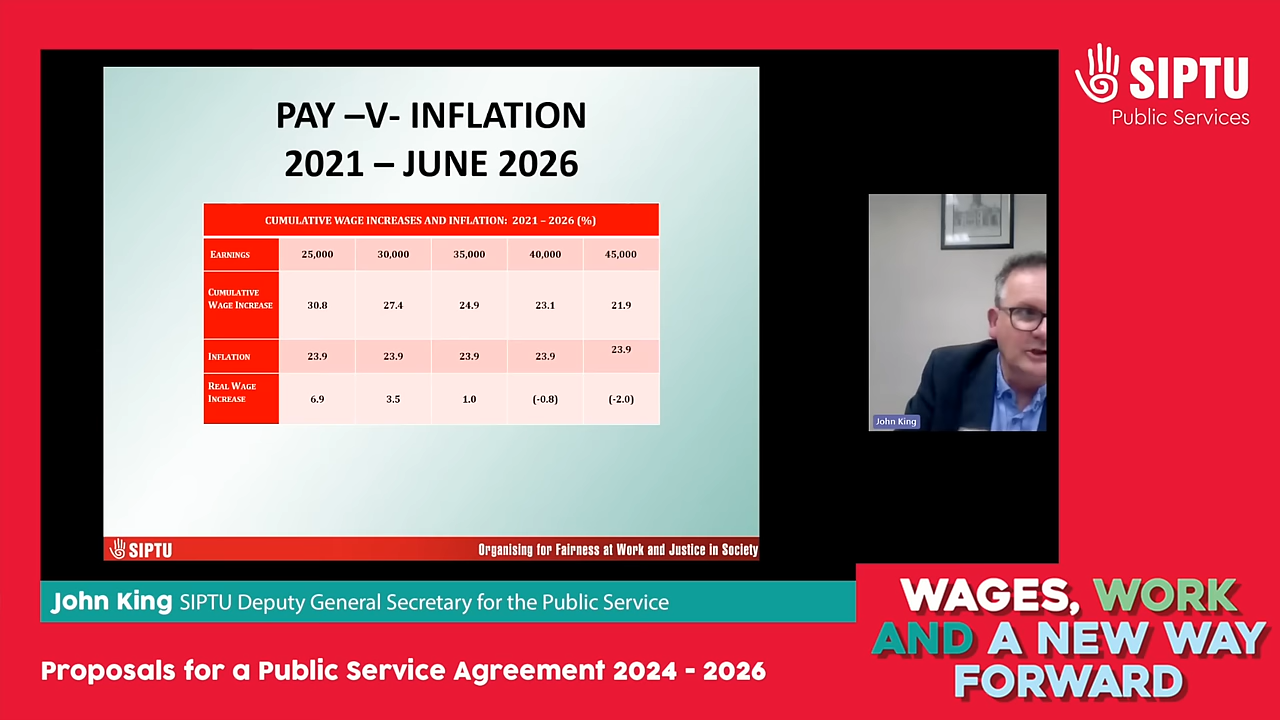 SIPTU
Public Services
PAY –V- INFLATION
2021 – JUNE 2026
CUMULATIVE WAGE INCREASES AND INFLATION: 2021 – 2026 (%)
EARNINGS 25,000 30,000 35,000 40,000 45,000
CUMULATIVE
WAGE INCREASE 30.8 27.4 24.9 23.1 21.9
INFLATION 23.9 23.9 23.9 23.9 23.9
REAL WAGE
INCREASE 6.9 3.5 1.0 (-0.8) (-2.0)
SIPTU Organising for Fairness at Work and Justice in Society
John King
John King SIPTU Deputy General Secretary for the Public Service
Proposals for a Public Service Agreement 2024 - 2026
WAGES, WORK
AND A NEW WAY
FORWARD